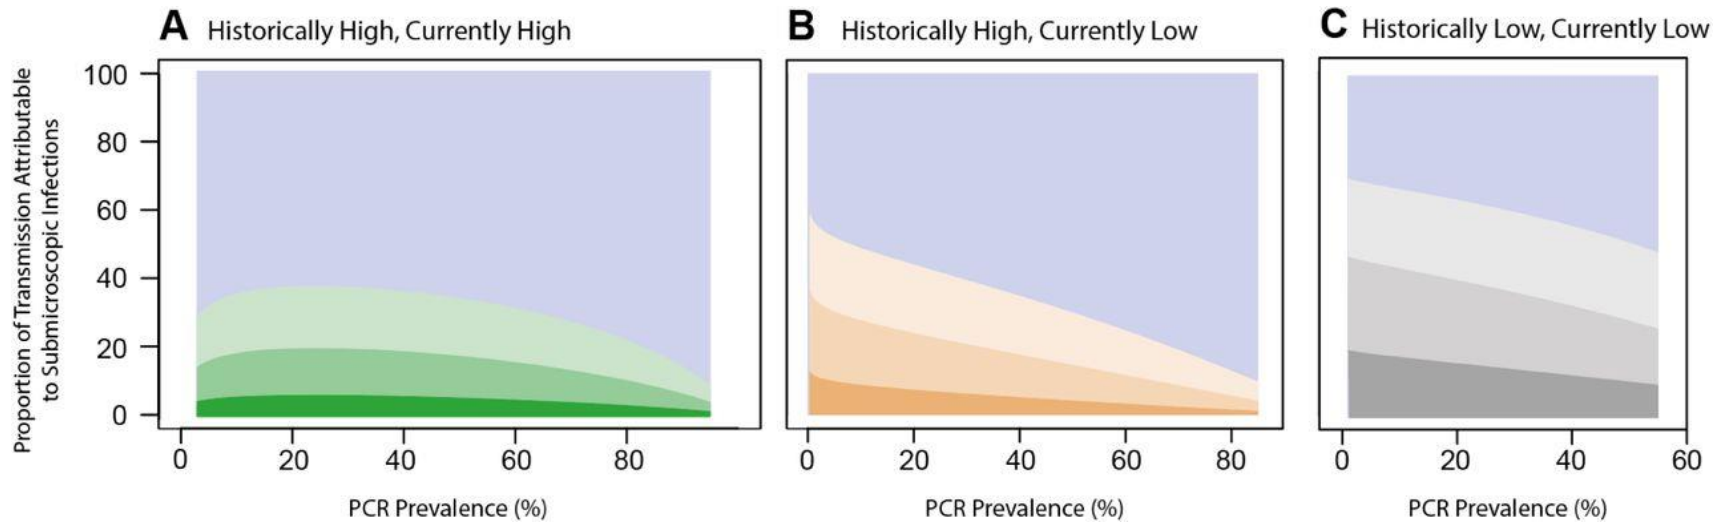 A Historically High, Currently High
B Historically High, Currently Low
C Historically Low, Currently Low
Proportion of Transmission Attributable
to Submicroscopic Infections
100
80
60
40
20
0
0 20 40 60 80
0 20 40 60 80
0 20 40 60
PCR Prevalence (%)
PCR Prevalence (%)
PCR Prevalence (%)